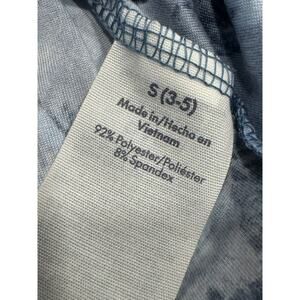 S (3-5)
Made in/Hecho en
Vietnam
92% Polyester/Poliéster
8% Spandex